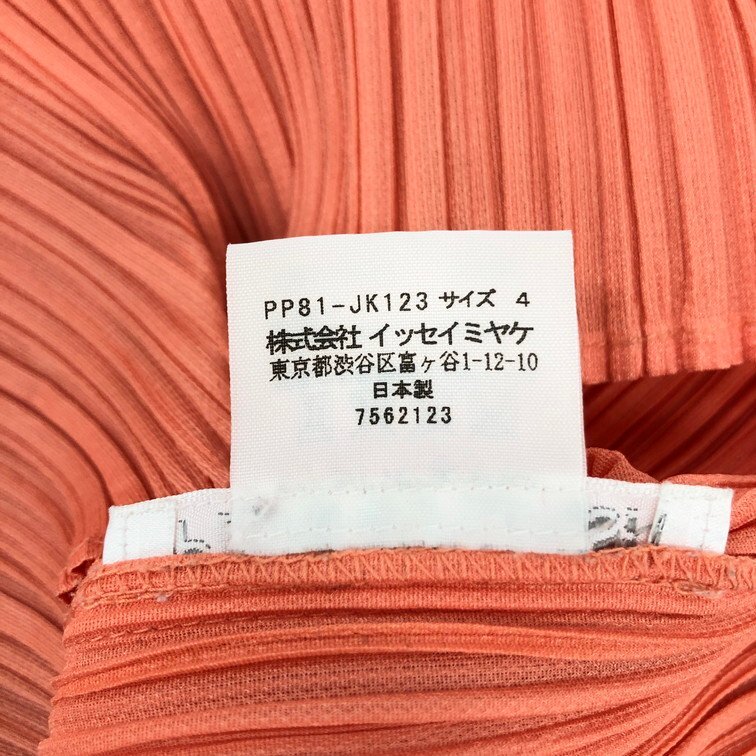 PP81-JK123 サイズ 4
株式会社 イッセイミヤケ
東京都渋谷区富ヶ谷1-12-10
日本製
7562123